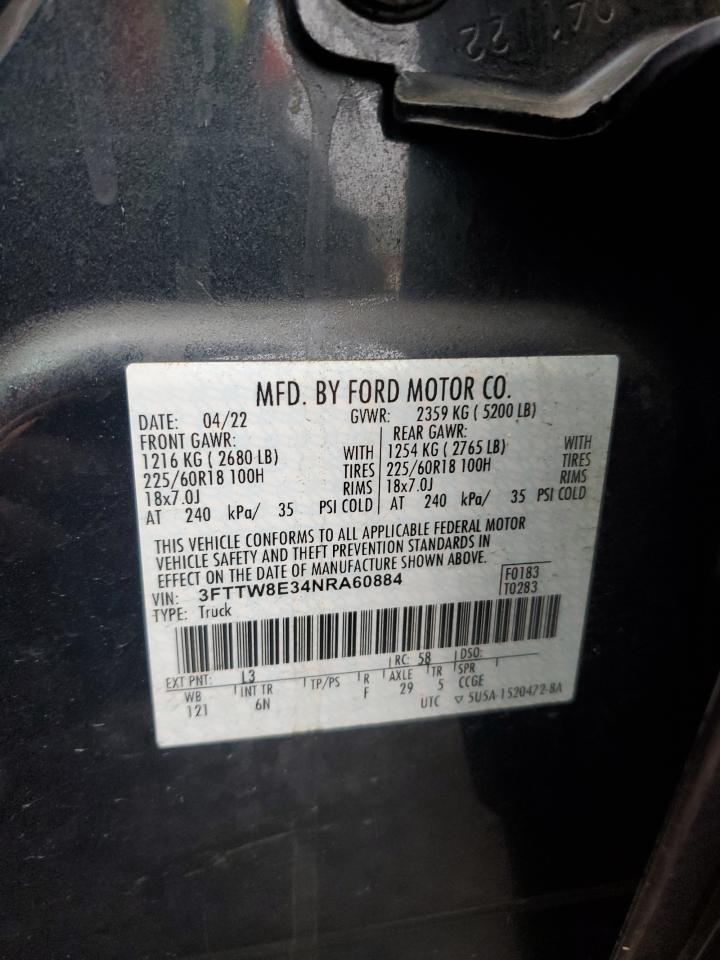 041 22
MFD. BY FORD MOTOR CO.
DATE: 04/22 GVWR: 2359 KG ( 5200 LB)
FRONT GAWR:
1216 KG ( 2680 LB) WITH
225/60R18 100H TIRES
18x7.0J RIMS
AT 240 kPa/ 35 PSI COLD
REAR GAWR:
1254 KG ( 2765 LB) WITH
225/60R18 100H TIRES
18x7.0J RIMS
AT 240 kPa/ 35 PSI COLD
THIS VEHICLE CONFORMS TO ALL APPLICABLE FEDERAL MOTOR
VEHICLE SAFETY AND THEFT PREVENTION STANDARDS IN
EFFECT ON THE DATE OF MANUFACTURE SHOWN ABOVE.
VIN: 3FTTW8E34NRA60884 F0183
TYPE: Truck T0283
EXT PNT: L3 RC: 58 DSO:
WB INT TR TP/PS R AXLE TR SPR
121 6N F 29 5 CCGE
UTC ▽ 5U5A-1520472-BA